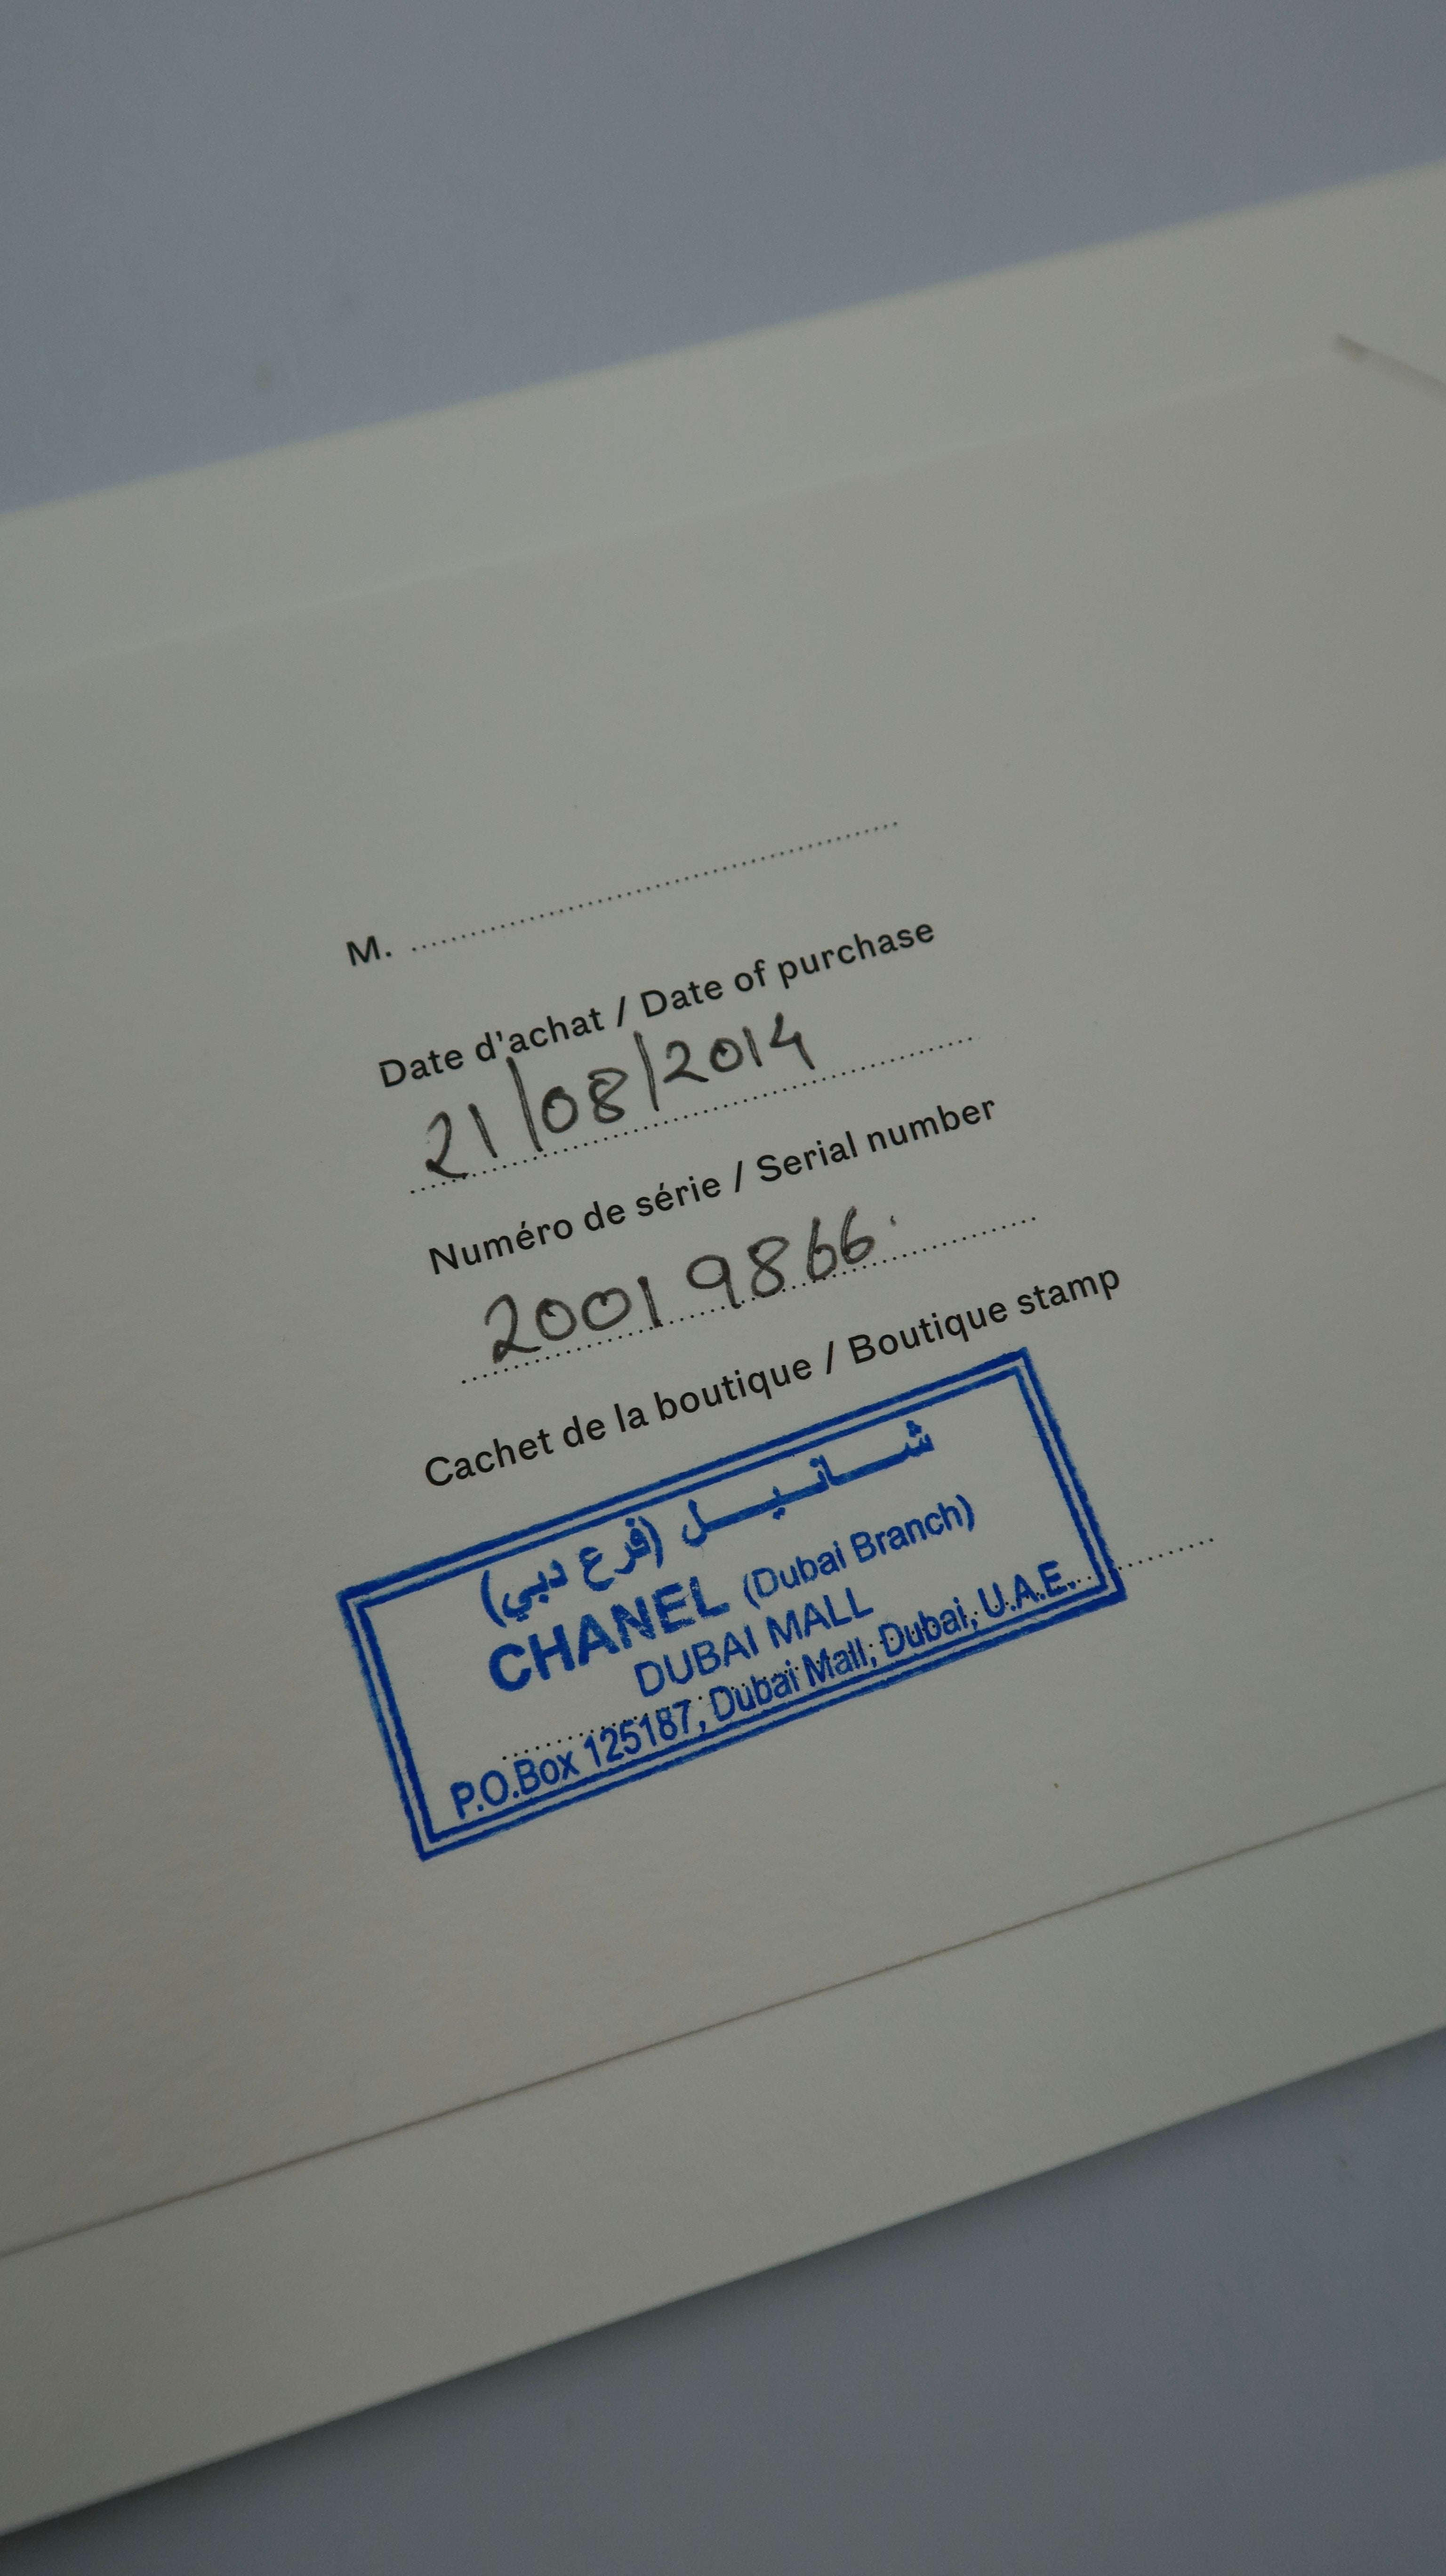 M. ........................................
Date d'achat / Date of purchase
21/08/2014
Numéro de série / Serial number
20019866.
Cachet de la boutique / Boutique stamp
شانيل (فرع دبي)
CHANEL (Dubai Branch)
DUBAI MALL
P.O.Box 125187, Dubai Mall, Dubai, U.A.E.